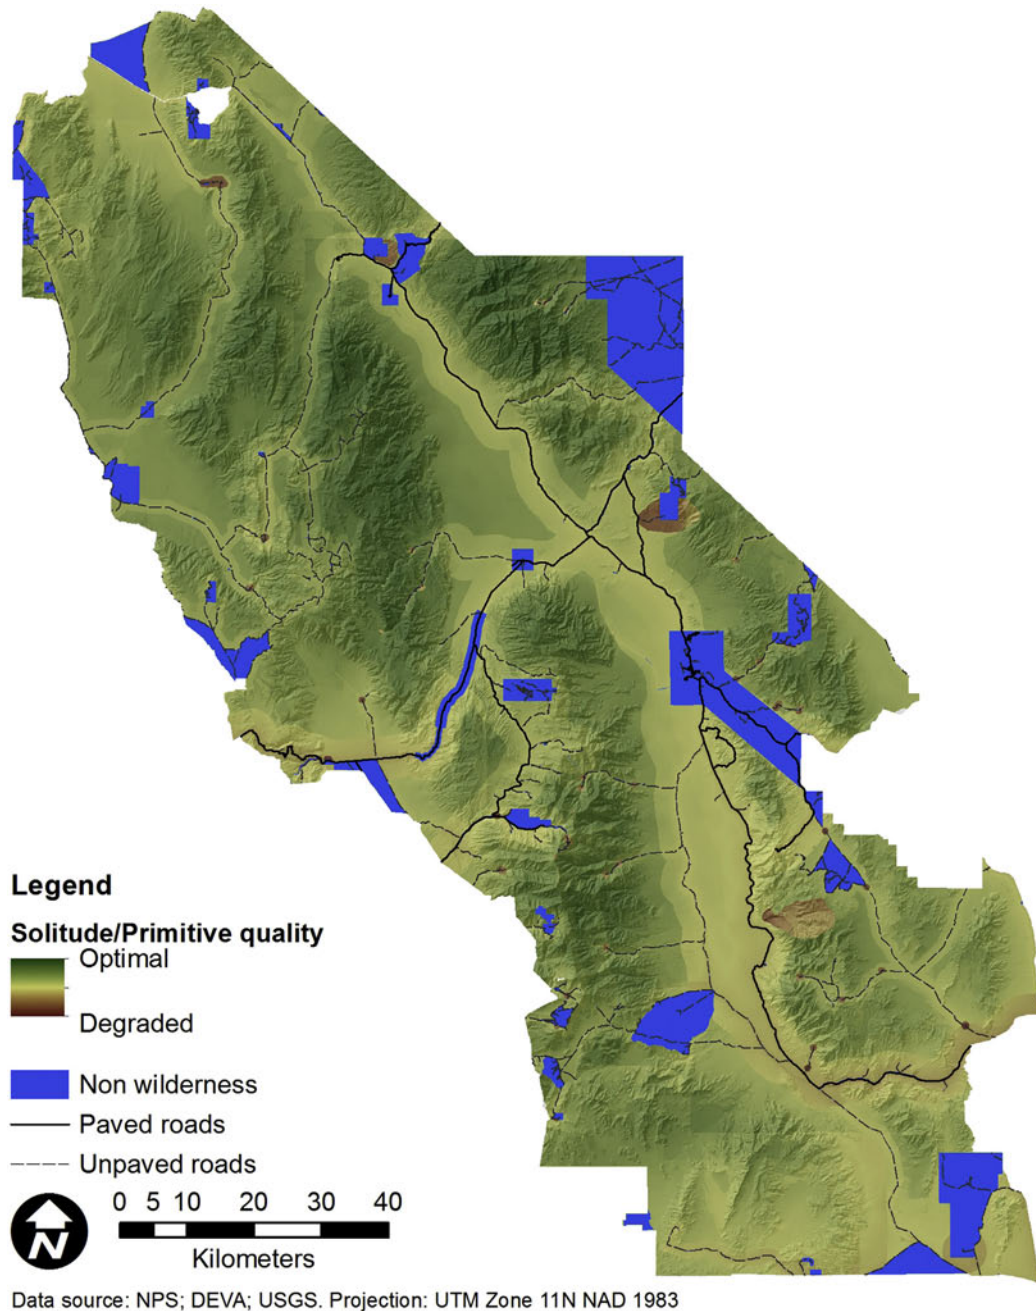 Legend
Solitude/Primitive quality
Optimal
Degraded
Non wilderness
Paved roads
Unpaved roads
N
0 5 10 20 30 40
Kilometers
Data source: NPS; DEVA; USGS. Projection: UTM Zone 11N NAD 1983